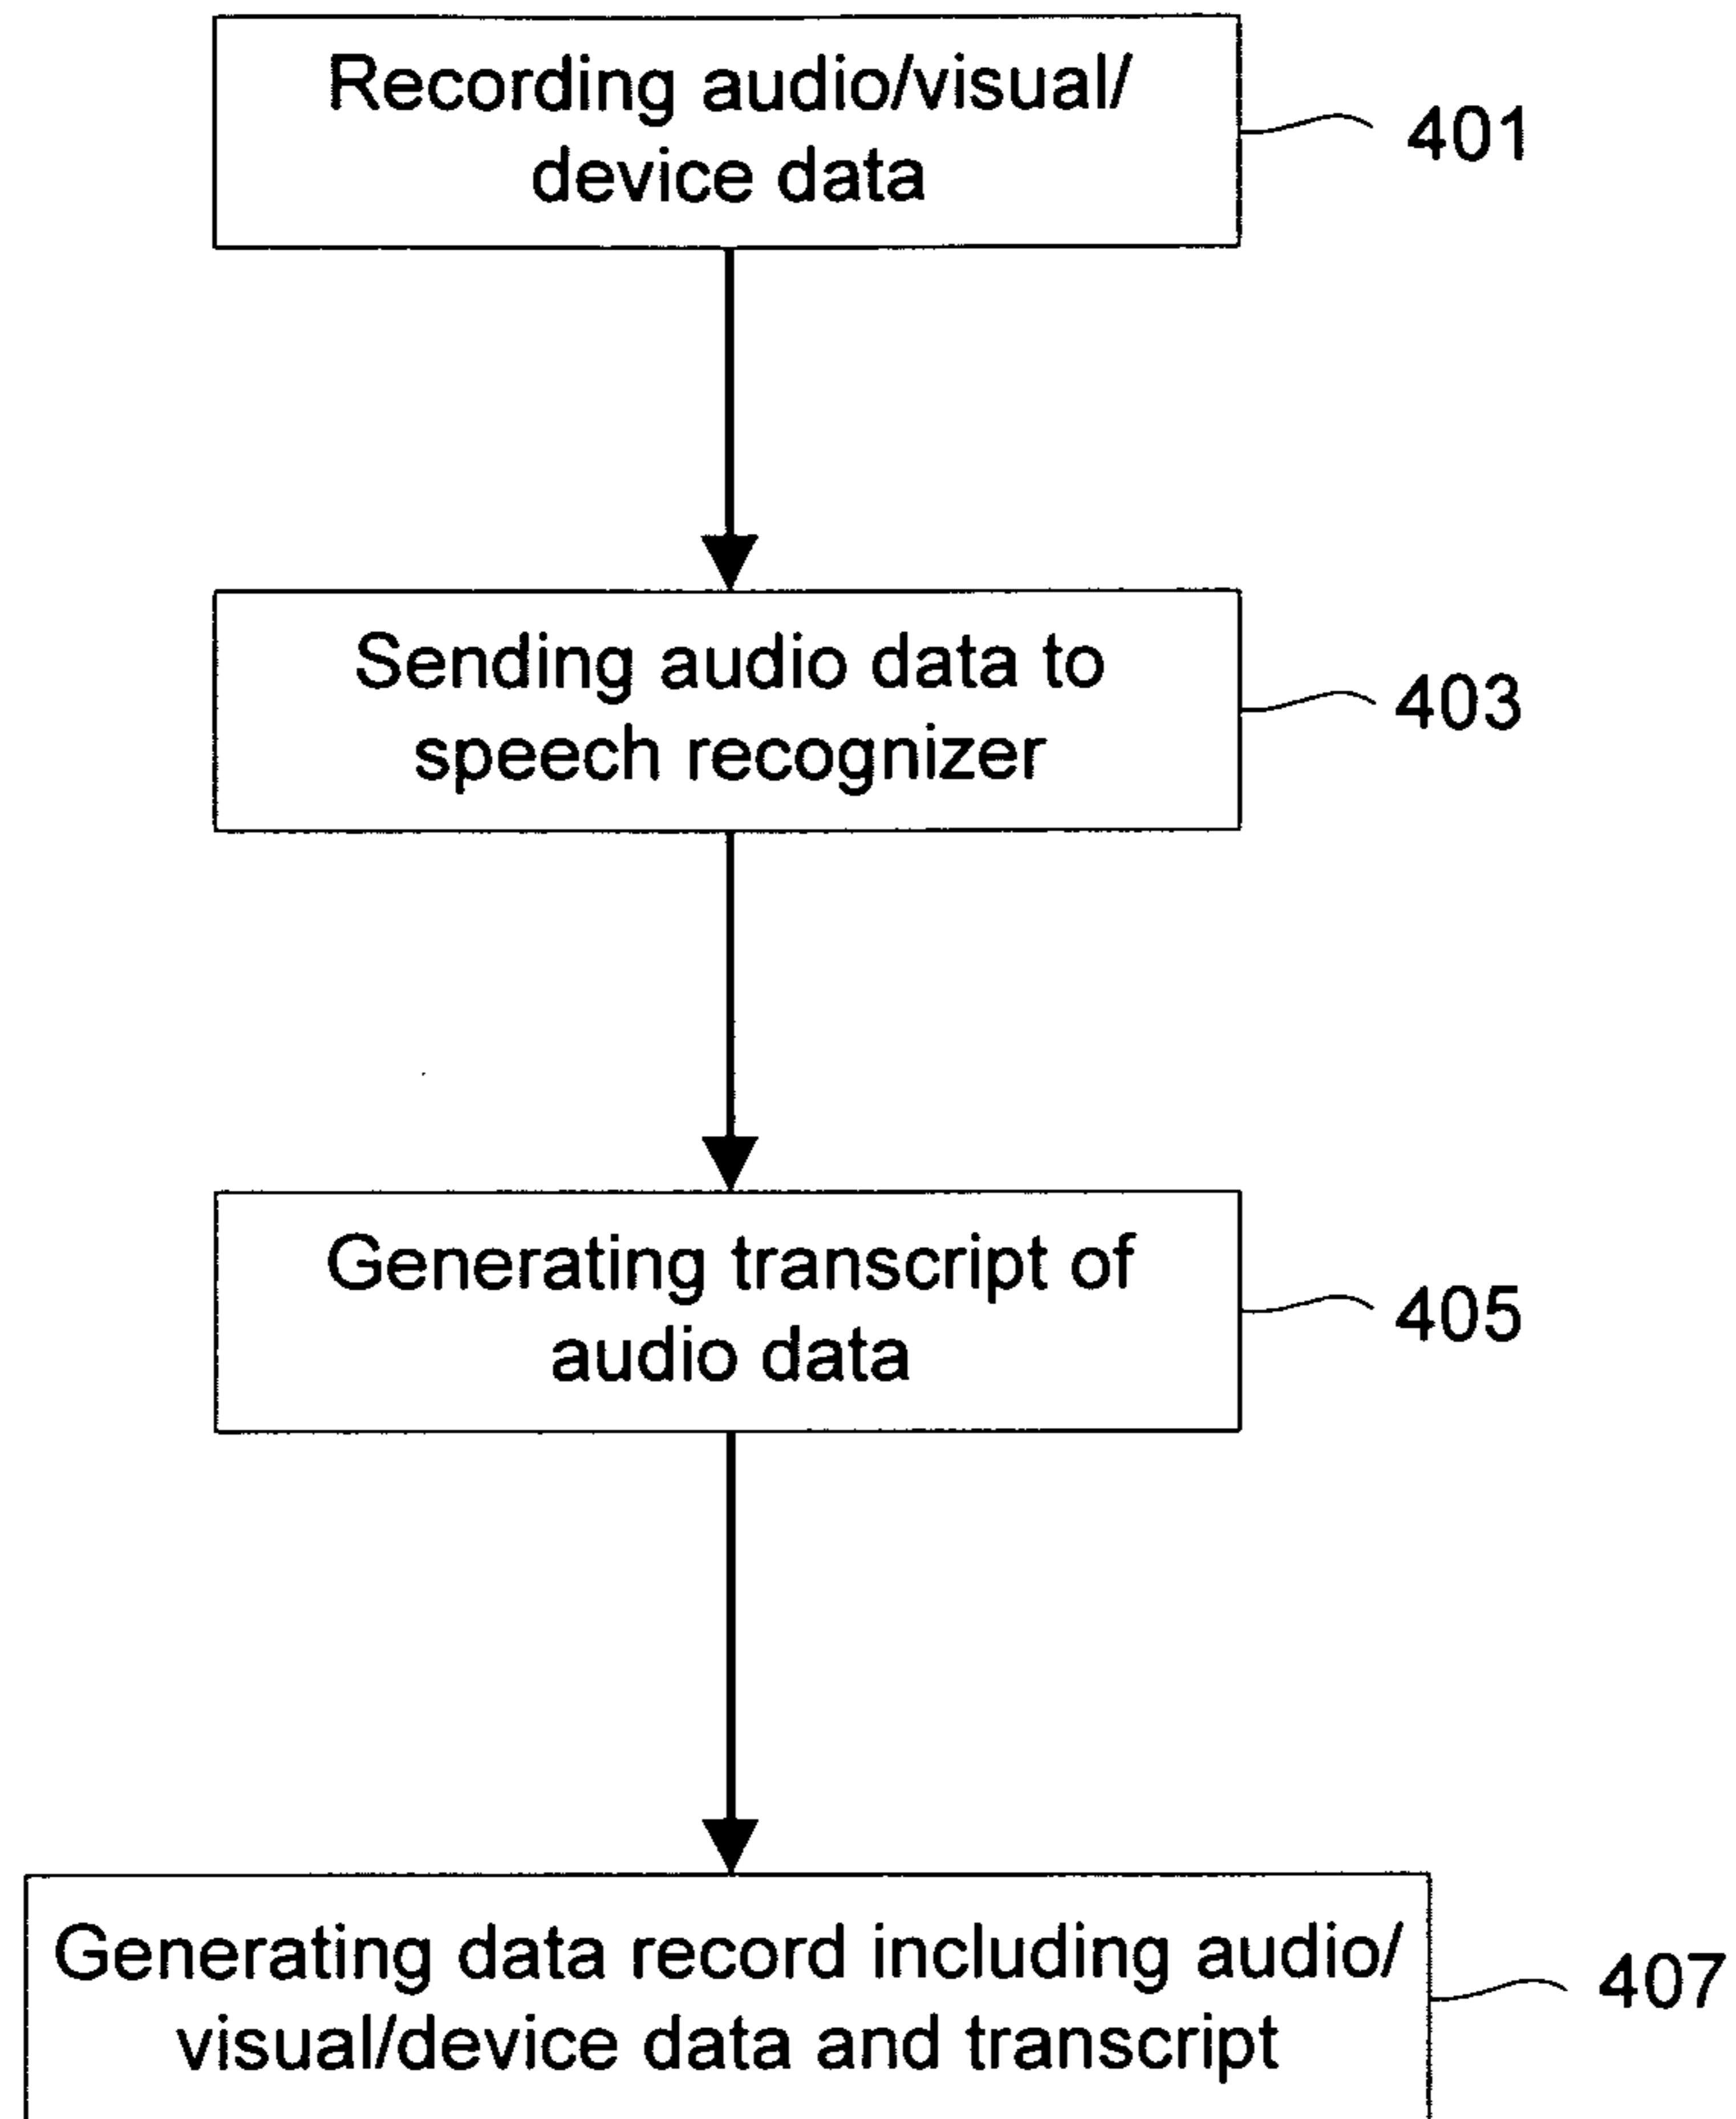 Recording audio/visual/
device data
401
Sending audio data to
speech recognizer
403
Generating transcript of
audio data
405
Generating data record including audio/
visual/device data and transcript
407